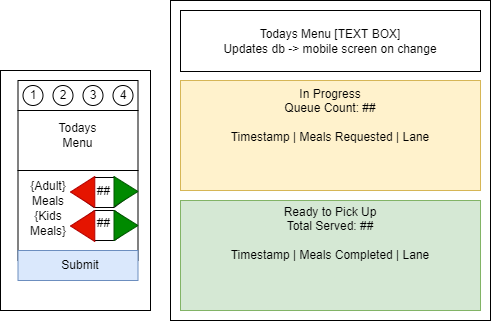 1 2 3 4
Todays
Menu
{Adult}
Meals
##
{Kids
Meals}
##
Submit
Todays Menu [TEXT BOX]
Updates db -> mobile screen on change
In Progress
Queue Count: ##
Timestamp | Meals Requested | Lane
Ready to Pick Up
Total Served: ##
Timestamp | Meals Completed | Lane